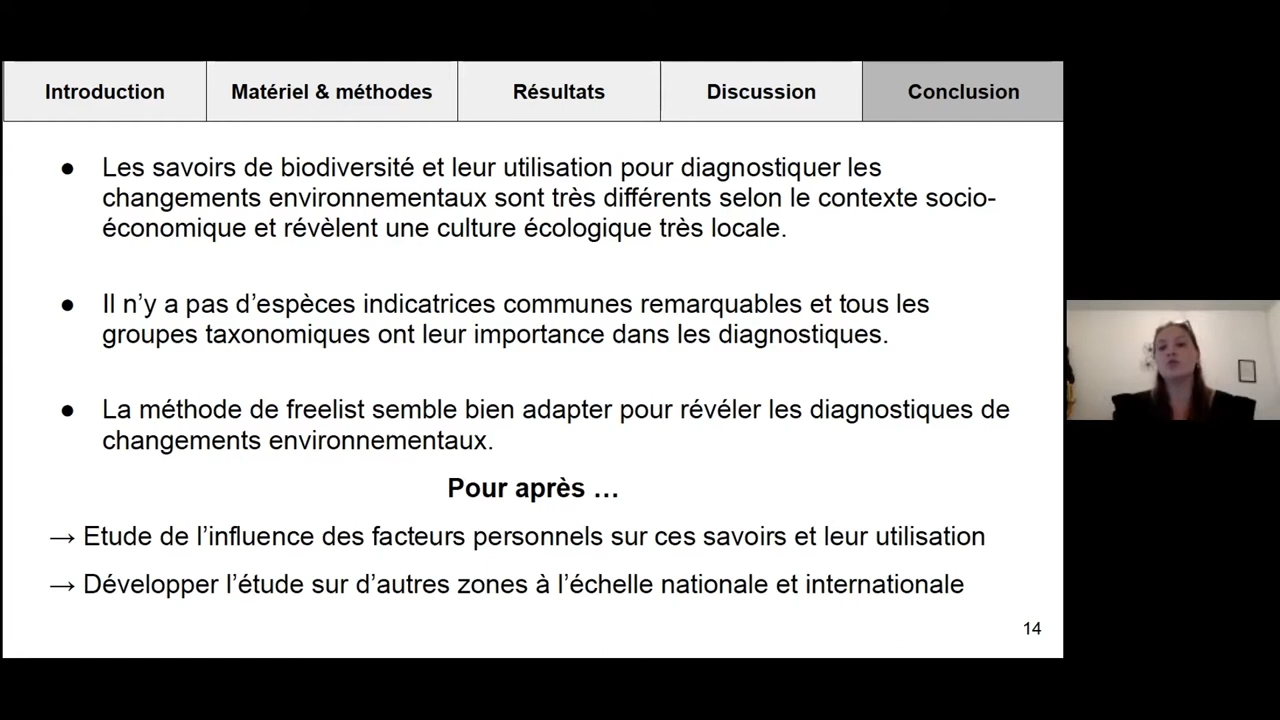 Introduction Matériel & méthodes Résultats Discussion Conclusion
● Les savoirs de biodiversité et leur utilisation pour diagnostiquer les
changements environnementaux sont très différents selon le contexte socio-
économique et révèlent une culture écologique très locale.
● Il n’y a pas d’espèces indicatrices communes remarquables et tous les
groupes taxonomiques ont leur importance dans les diagnostiques.
● La méthode de freelist semble bien adapter pour révéler les diagnostiques de
changements environnementaux.
Pour après …
→ Etude de l’influence des facteurs personnels sur ces savoirs et leur utilisation
→ Développer l’étude sur d’autres zones à l’échelle nationale et internationale
14